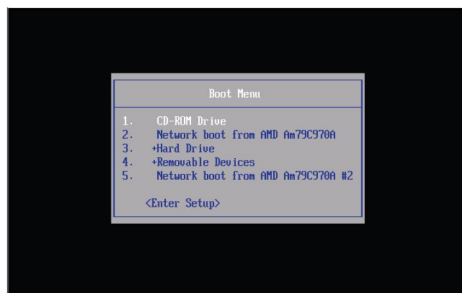 Boot Menu
1. CD-ROM Drive
2. Network boot from AMD Am79C970A
3. +Hard Drive
4. +Removable Devices
5. Network boot from AMD Am79C970A #2
<Enter Setup>